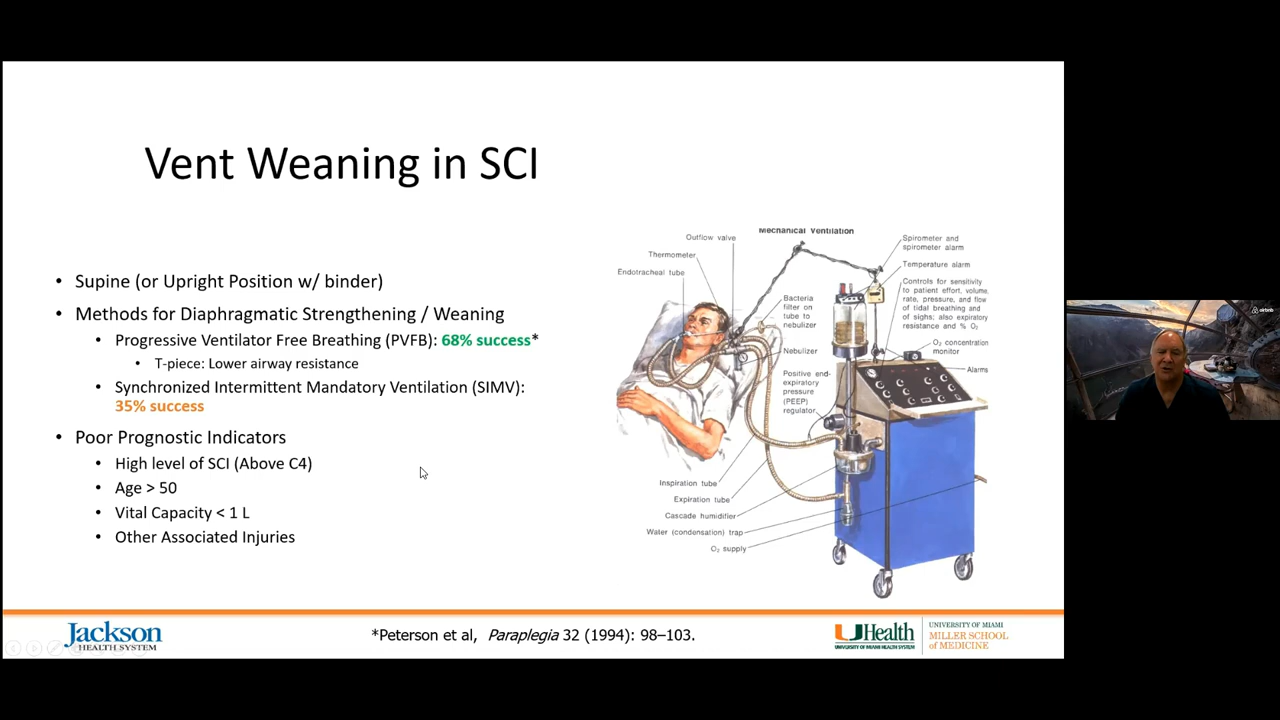 Vent Weaning in SCI
• Supine (or Upright Position w/ binder)
• Methods for Diaphragmatic Strengthening / Weaning
• Progressive Ventilator Free Breathing (PVFB): 68% success*
• T-piece: Lower airway resistance
• Synchronized Intermittent Mandatory Ventilation (SIMV):
35% success
• Poor Prognostic Indicators
• High level of SCI (Above C4)
• Age > 50
• Vital Capacity < 1 L
• Other Associated Injuries
Mechanical Ventilation
Outflow valve
Thermometer
Endotracheal tube
Bacteria
filter on
tube to
nebulizer
Nebulizer
Positive end-
expiratory
pressure
(PEEP)
regulator
Spirometer and
spirometer alarm
Temperature alarm
Controls for sensitivity
to patient effort, volume,
rate, pressure, and flow
of tidal breathing and
of sighs; also expiratory
resistance and % O₂
O₂ concentration
monitor
Alarms
Inspiration tube
Expiration tube
Cascade humidifier
Water (condensation) trap
O₂ supply
airbnb
Jackson
HEALTH SYSTEM
*Peterson et al, Paraplegia 32 (1994): 98–103.
UHealth
UNIVERSITY OF MIAMI HEALTH SYSTEM
UNIVERSITY OF MIAMI
MILLER SCHOOL
of MEDICINE